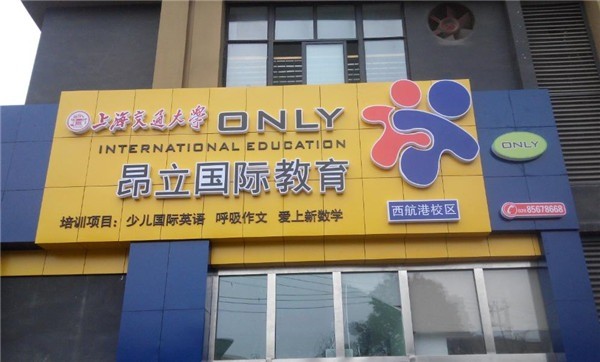 上海交通大学 ONLY
INTERNATIONAL EDUCATION
昂立国际教育
培训项目：少儿国际英语 呼吸作文 爱上新数学
西航港校区
ONLY
028 85678668